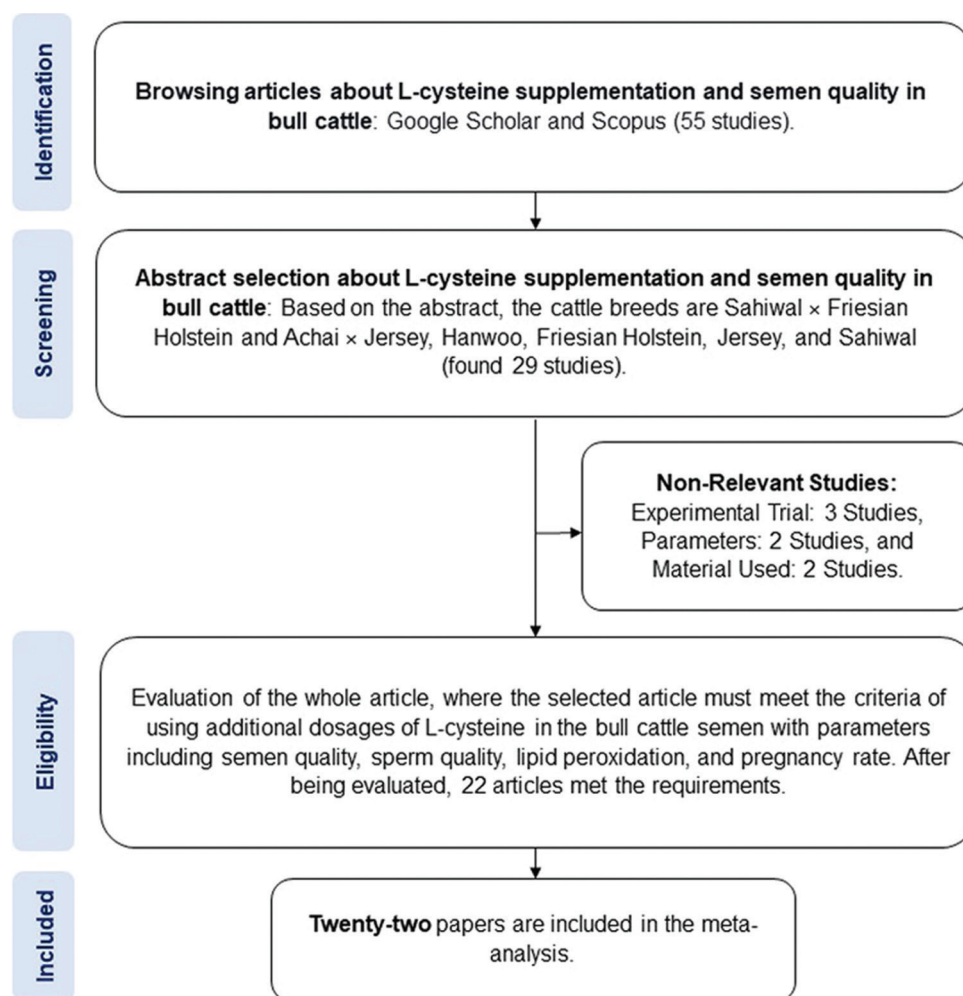 Identification
Browsing articles about L-cysteine supplementation and semen quality in
bull cattle: Google Scholar and Scopus (55 studies).
Screening
Abstract selection about L-cysteine supplementation and semen quality in
bull cattle: Based on the abstract, the cattle breeds are Sahiwal × Friesian
Holstein and Achai × Jersey, Hanwoo, Friesian Holstein, Jersey, and Sahiwal
(found 29 studies).
Non-Relevant Studies:
Experimental Trial: 3 Studies,
Parameters: 2 Studies, and
Material Used: 2 Studies.
Eligibility
Evaluation of the whole article, where the selected article must meet the criteria of
using additional dosages of L-cysteine in the bull cattle semen with parameters
including semen quality, sperm quality, lipid peroxidation, and pregnancy rate. After
being evaluated, 22 articles met the requirements.
Included
Twenty-two papers are included in the meta-
analysis.